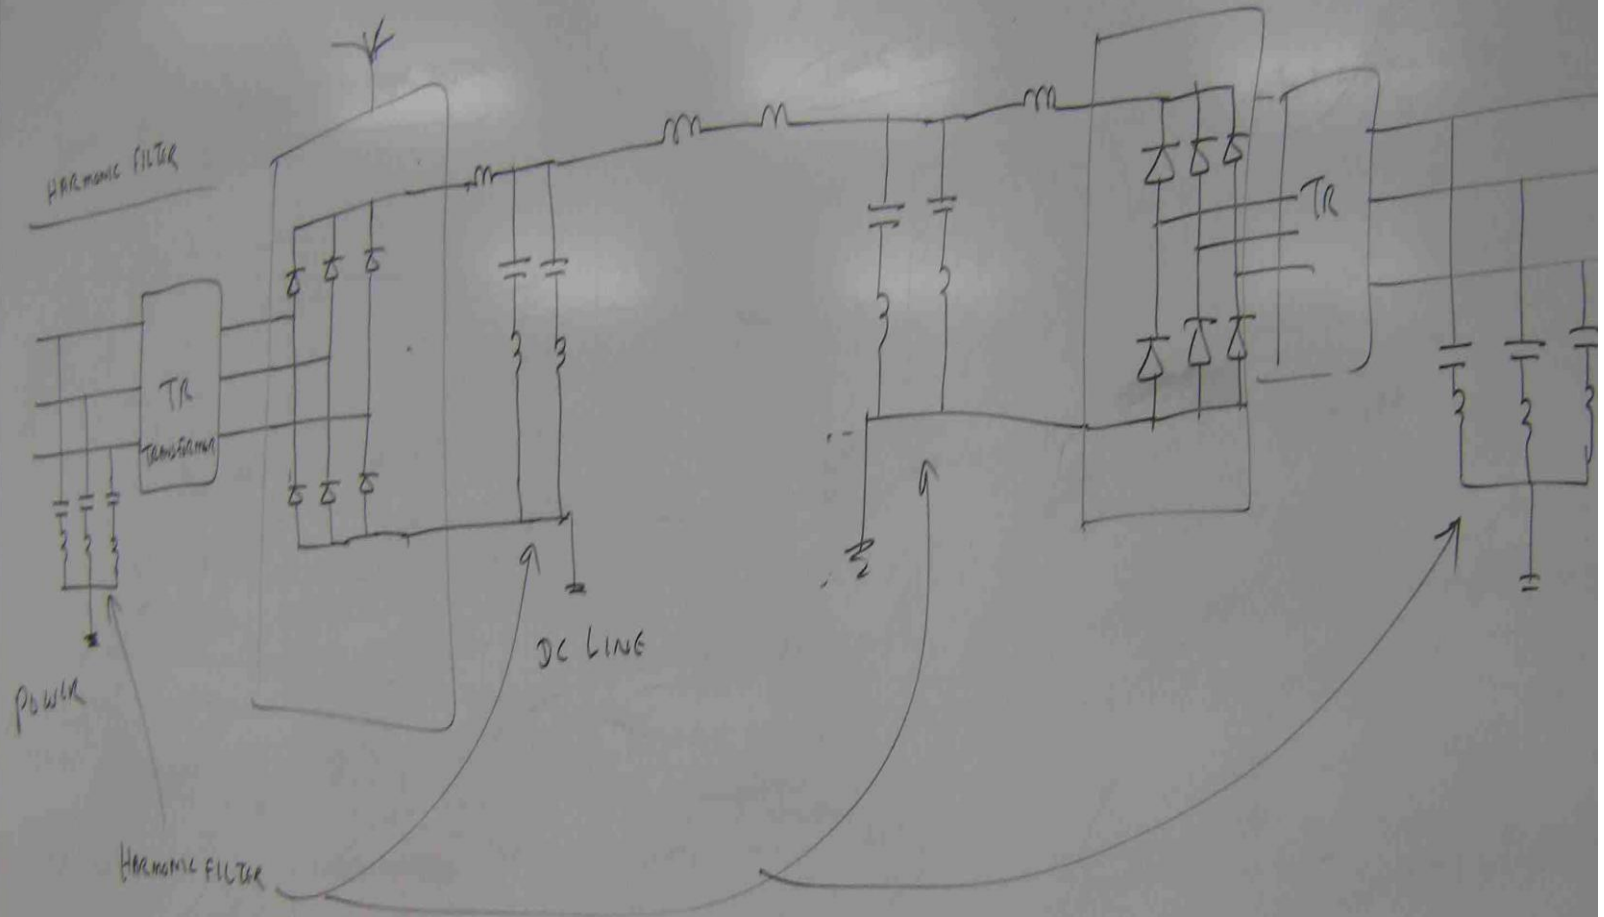 HARMONIC FILTER
TR
TRANSFORMER
TR
DC LINE
POWER
HARMONIC FILTER